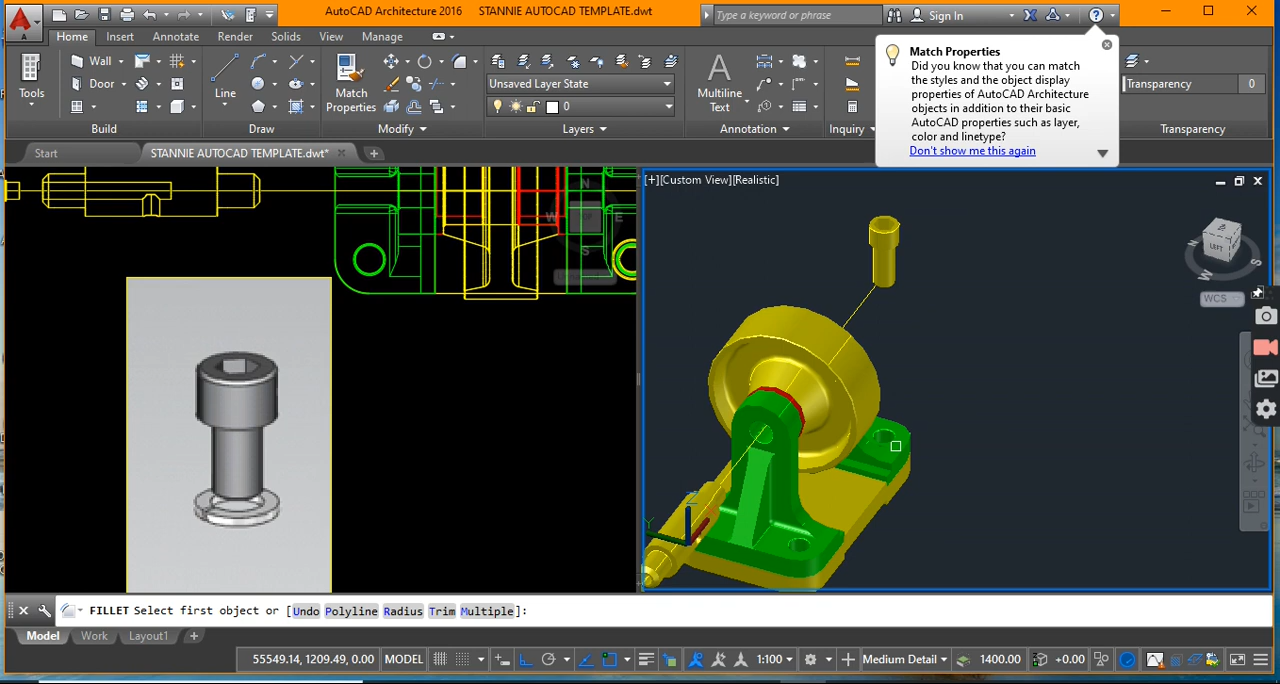 AutoCAD Architecture 2016 STANNIE AUTOCAD TEMPLATE.dwt
Type a keyword or phrase
Sign In
A
Home Insert Annotate Render Solids View Manage
Tools
Wall
Door
Build
Line
Draw
Match
Properties
Modify
Unsaved Layer State
0
Layers
Multiline
Text
Annotation
Inquiry
Transparency 0
Transparency
Match Properties
Did you know that you can match
the styles and the object display
properties of AutoCAD Architecture
objects in addition to their basic
AutoCAD properties such as layer,
color and linetype?
Don't show me this again
Start STANNIE AUTOCAD TEMPLATE.dwt* +
N
W E
S
[+][Custom View][Realistic]
LEFT
N
S
W
WCS
Y
Z
FILLET Select first object or [Undo Polyline Radius Trim Multiple]:
Model Work Layout1 +
55549.14, 1209.49, 0.00 MODEL 1:100 Medium Detail 1400.00 +0.00